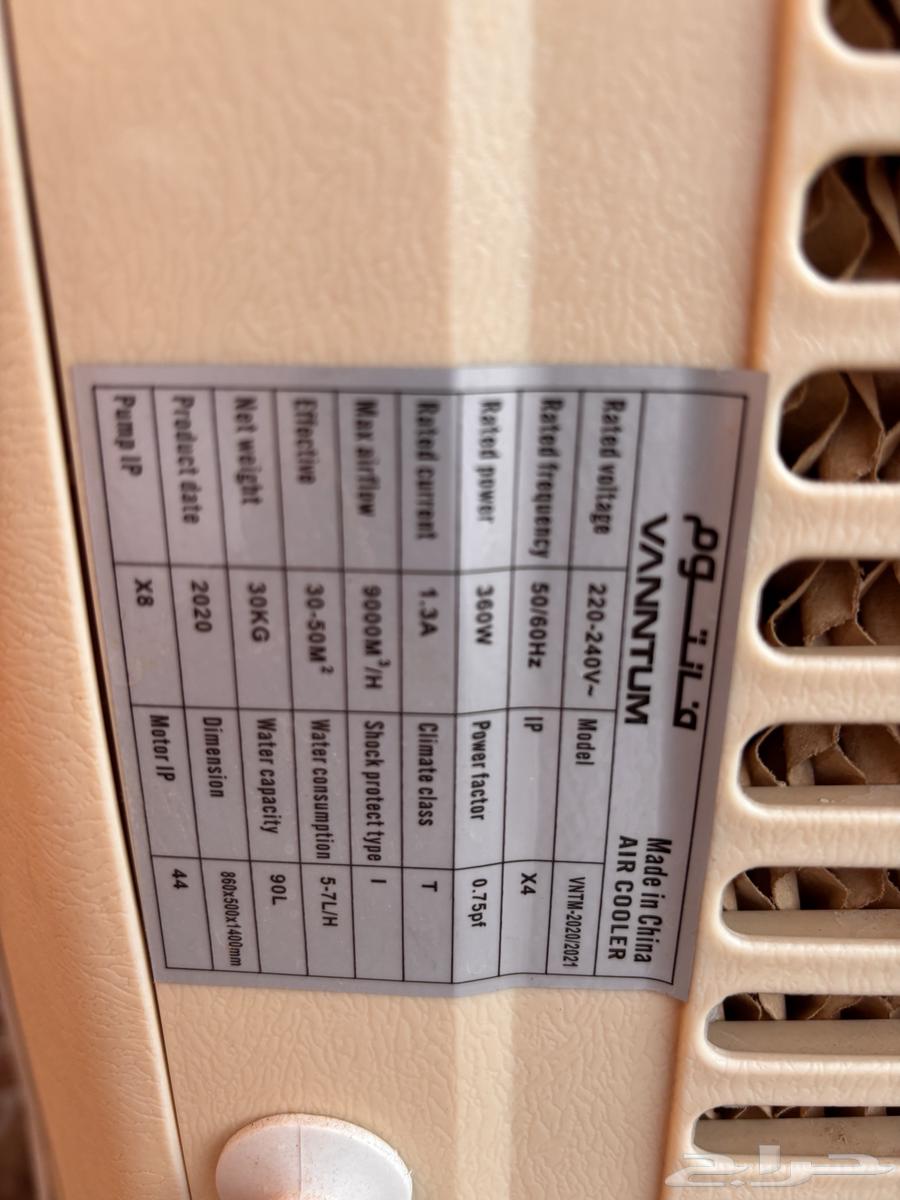 فانتوم
VANNTUM
Made in China
AIR COOLER
Rated voltage 220-240V~ Model VNTM-2020/2021
Rated frequency 50/60Hz IP X4
Rated power 360W Power factor 0.75pf
Rated current 1.3A Climate class T
Max airflow 9000M³/H Shock protect type I
Effective 30-50M² Water consumption 5-7L/H
Net weight 30KG Water capacity 90L
Product date 2020 Dimension 860x500x1400mm
Pump IP X8 Motor IP 44
حراج